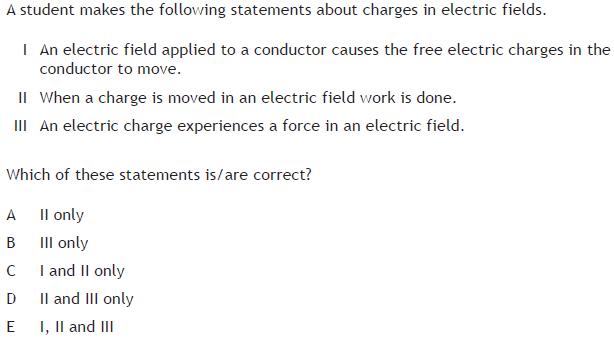 A student makes the following statements about charges in electric fields.
I An electric field applied to a conductor causes the free electric charges in the
conductor to move.
II When a charge is moved in an electric field work is done.
III An electric charge experiences a force in an electric field.
Which of these statements is/are correct?
A II only
B III only
C I and II only
D II and III only
E I, II and III